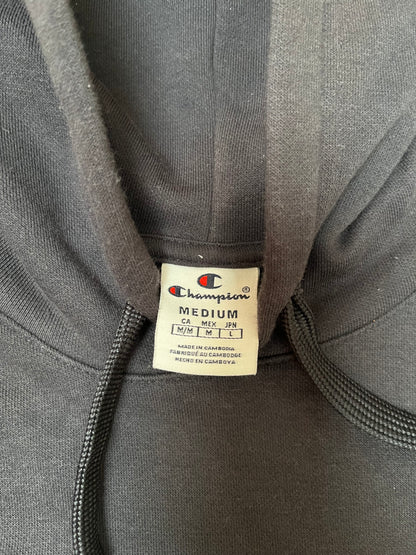 Champion®
MEDIUM
CA MEX JPN
M/M M L
MADE IN CAMBODIA
FABRIQUÉ AU CAMBODGE
HECHO EN CAMBOYA